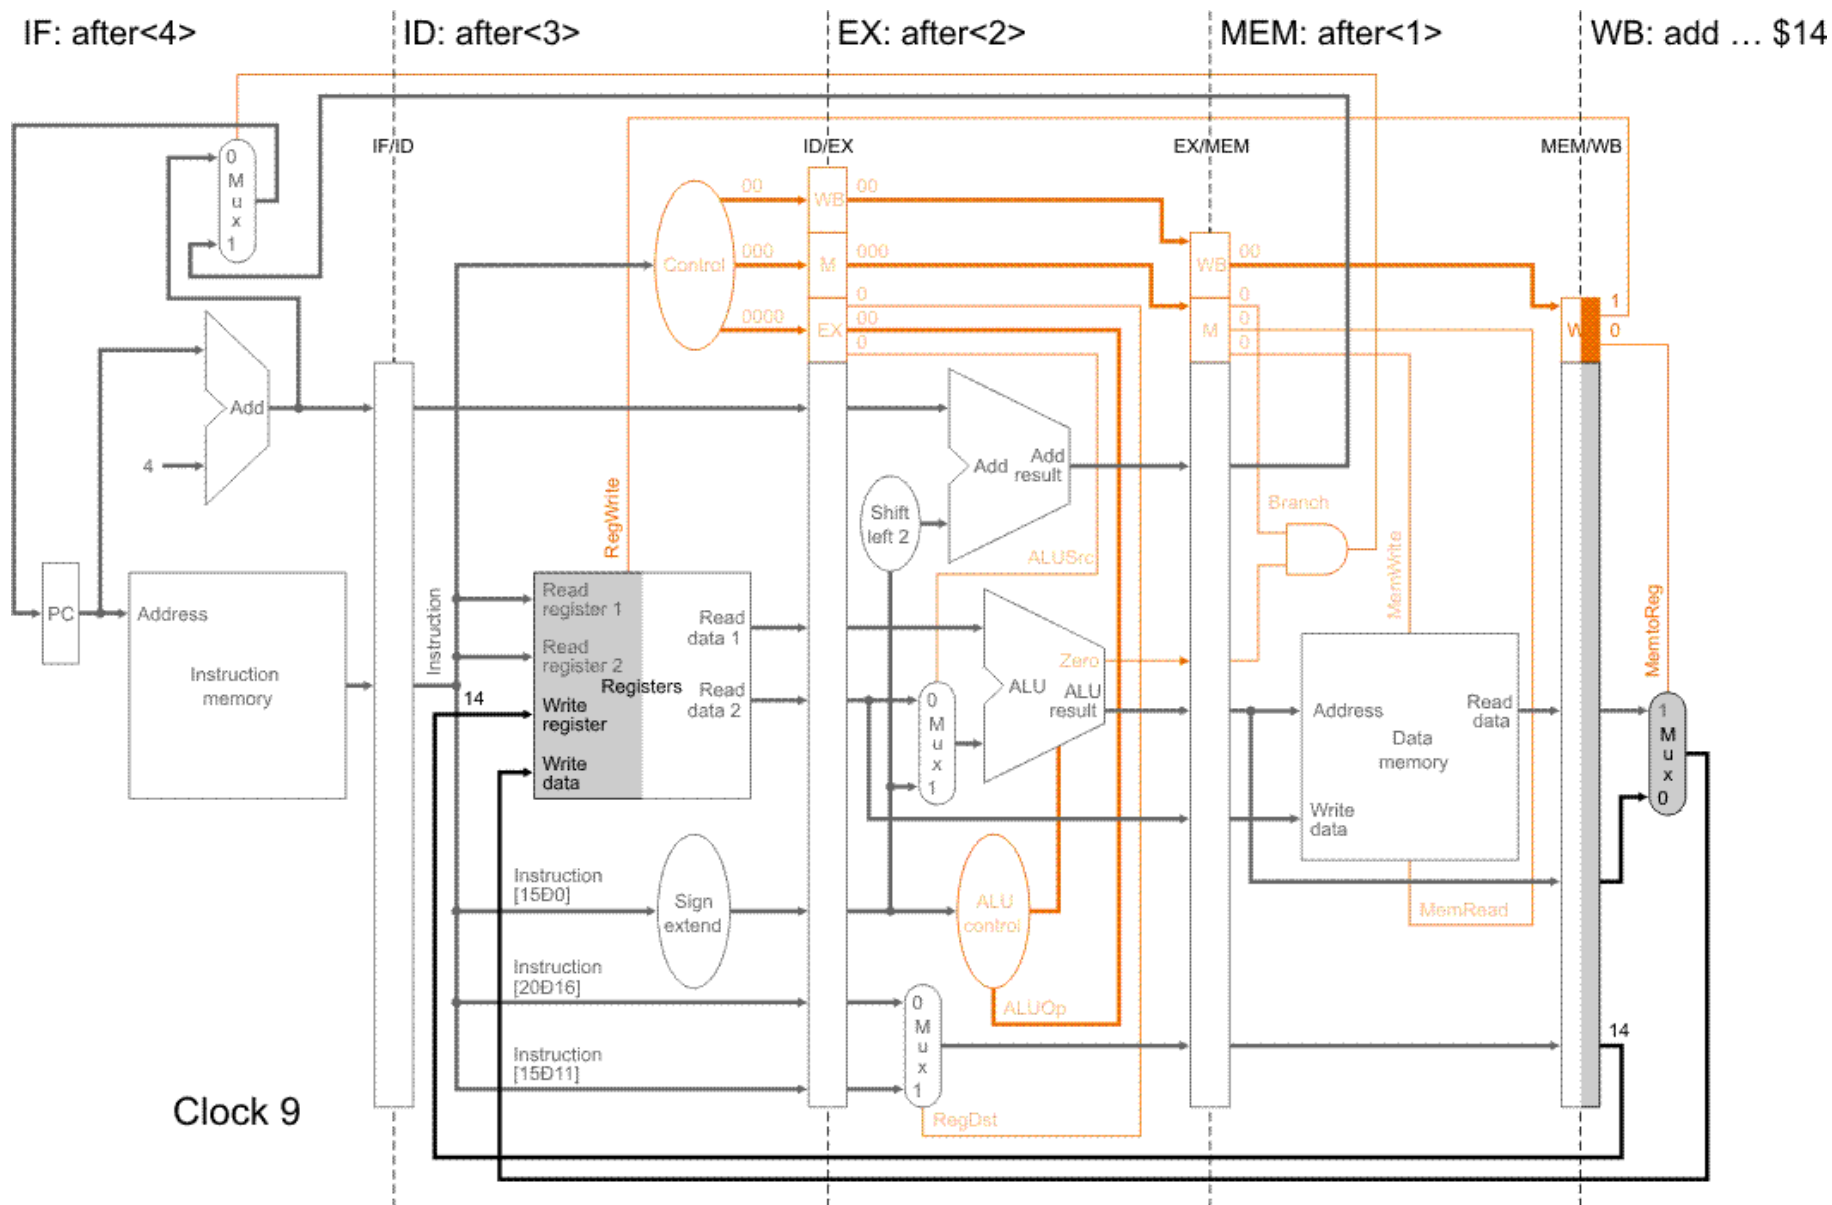 IF: after<4>
ID: after<3>
EX: after<2>
MEM: after<1>
WB: add … $14
IF/ID
ID/EX
EX/MEM
MEM/WB
0
M
u
x
1
Control
00
000
0000
WB
M
EX
00
000
0
00
0
WB
M
00
0
0
0
W
1
0
Add
4
Add
Add
result
Shift
left 2
Branch
RegWrite
ALUSrc
MemWrite
MemtoReg
PC
Address
Instruction
memory
Instruction
Read
register 1
Read
register 2
Registers
Write
register
Write
data
Read
data 1
Read
data 2
14
0
M
u
x
1
Zero
ALU
ALU
result
Address
Read
data
Data
memory
Write
data
1
M
u
x
0
Instruction
[15Ð0]
Sign
extend
ALU
control
MemRead
Instruction
[20Ð16]
0
M
u
x
1
ALUOp
14
Instruction
[15Ð11]
RegDst
Clock 9